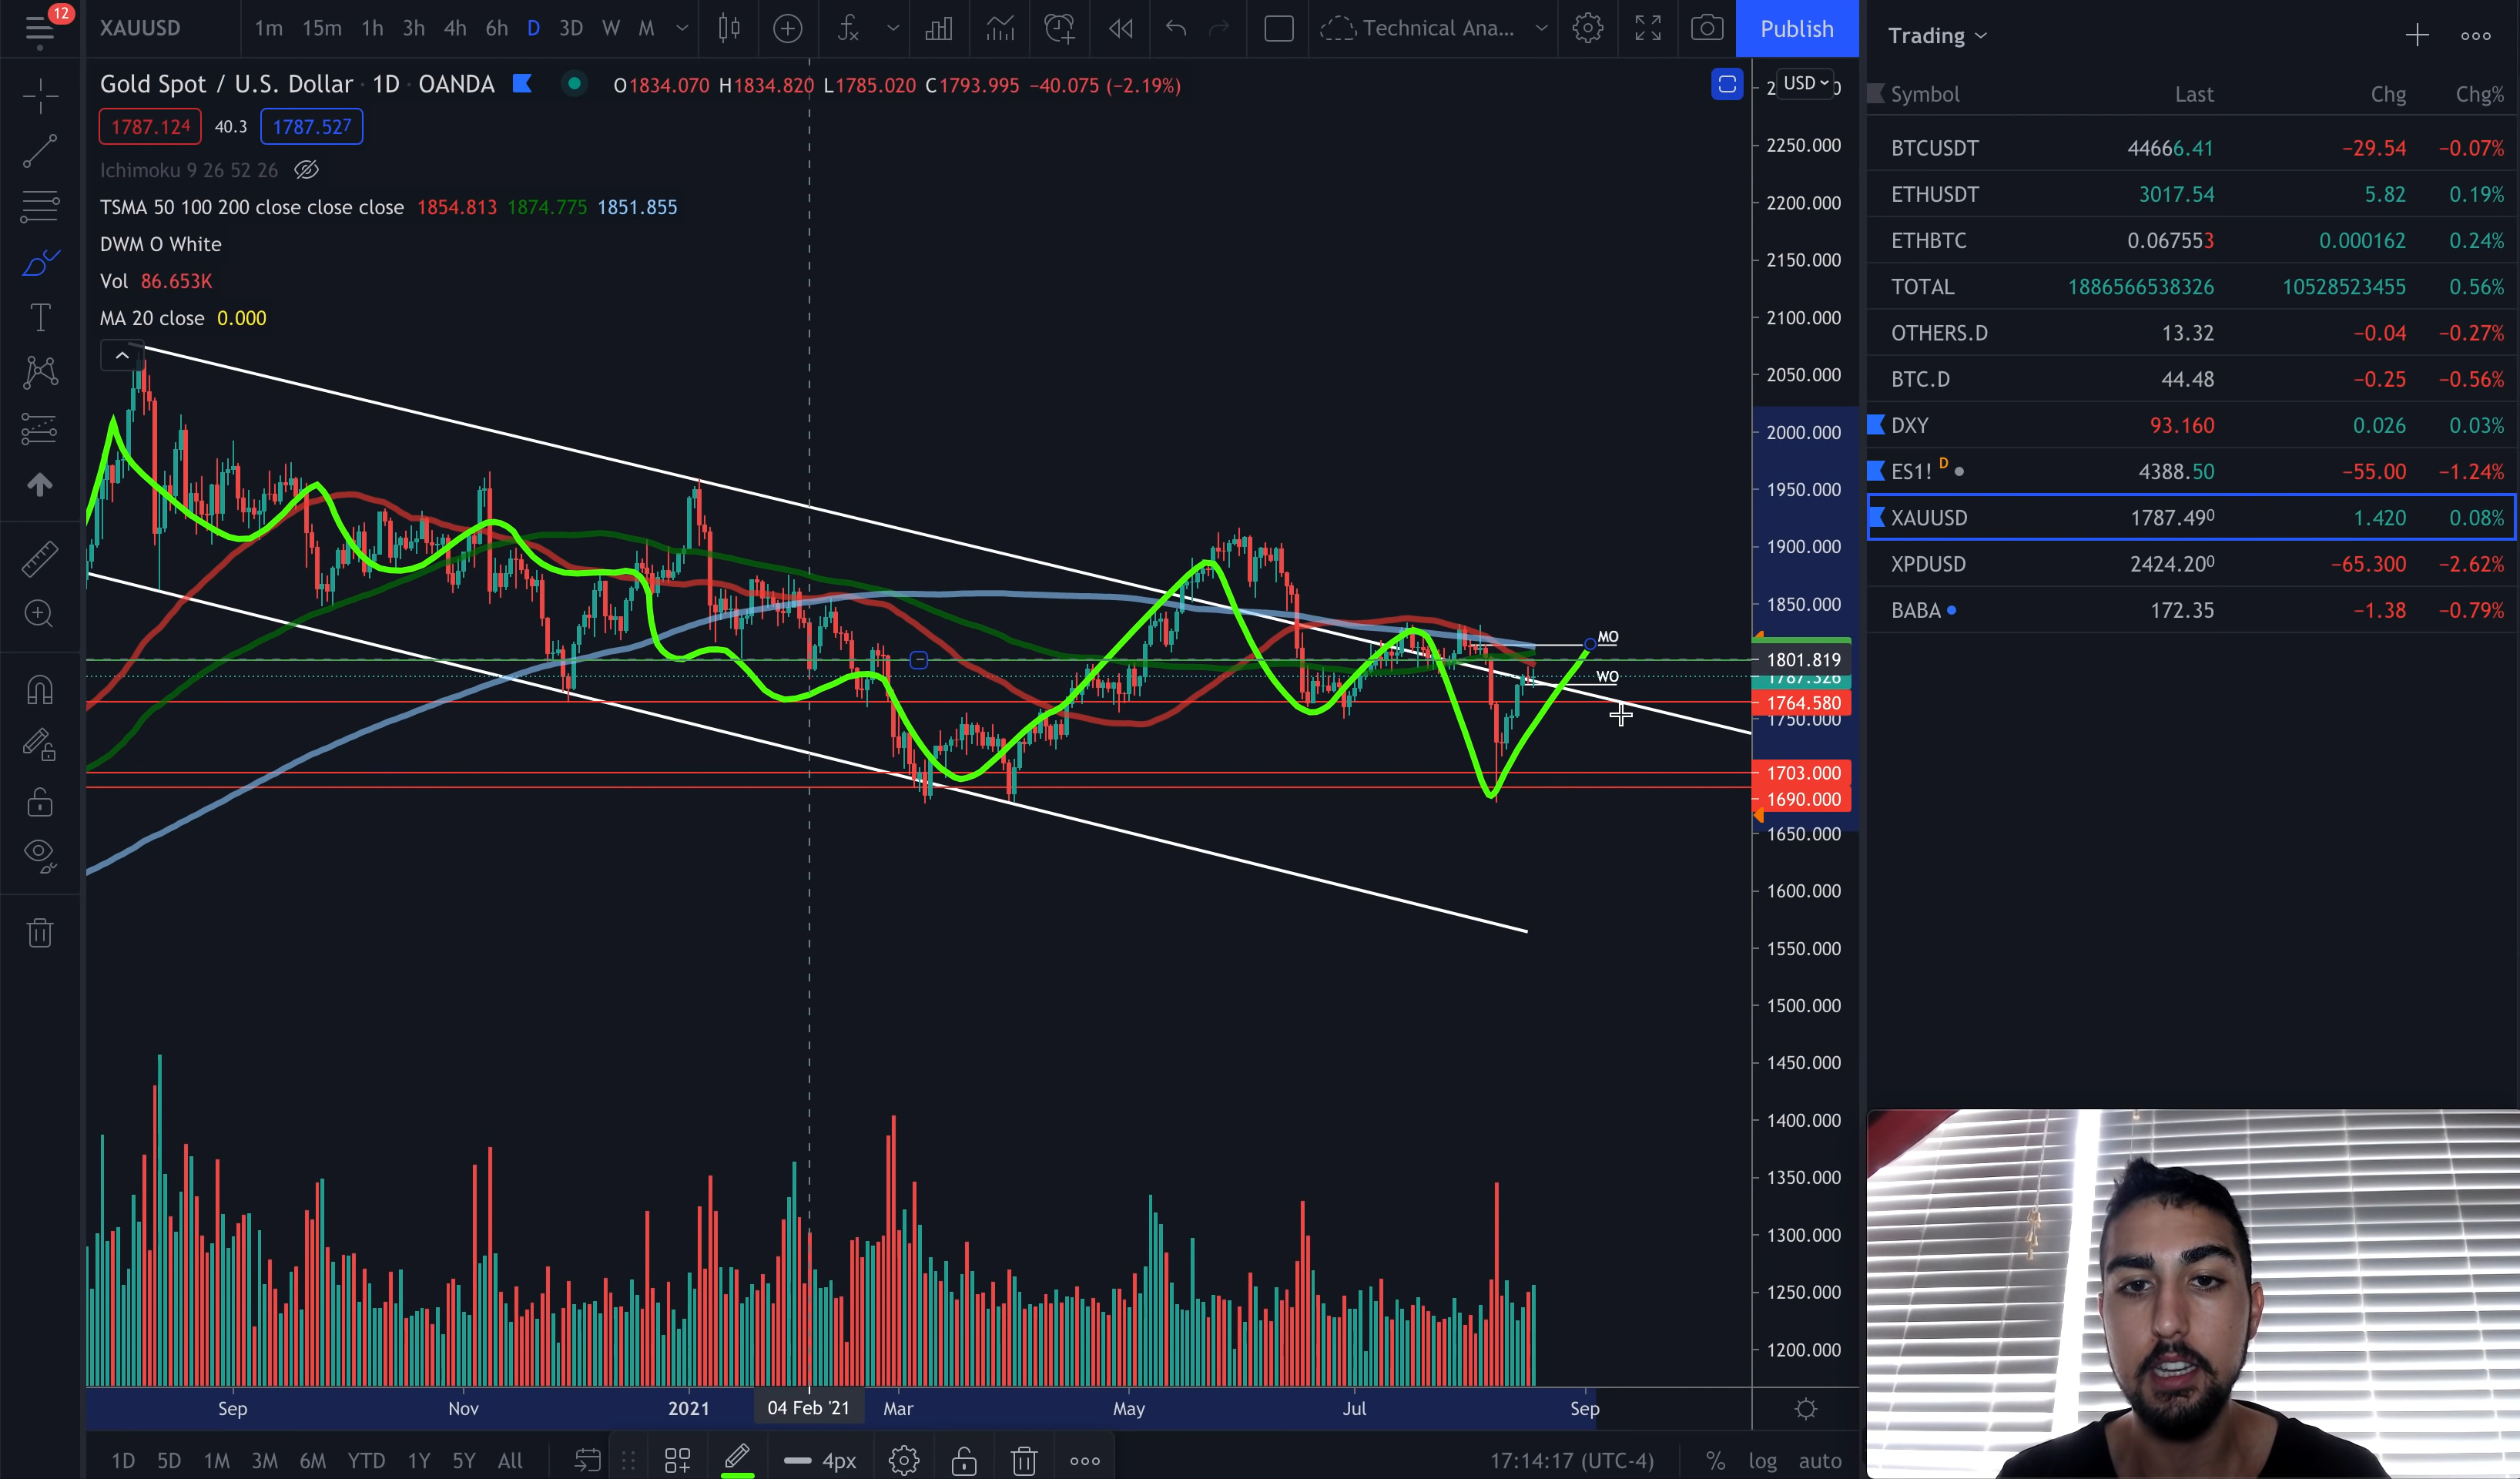 12
XAUUSD 1m 15m 1h 3h 4h 6h D 3D W M Technical Ana... Publish
Gold Spot / U.S. Dollar · 1D · OANDA O1834.070 H1834.820 L1785.020 C1793.995 −40.075 (−2.19%)
USD
1787.124 40.3 1787.527
Ichimoku 9 26 52 26
TSMA 50 100 200 close close close 1854.813 1874.775 1851.855
DWM O White
Vol 86.653K
MA 20 close 0.000
2250.000
2200.000
2150.000
2100.000
2050.000
2000.000
1950.000
1900.000
1850.000
MO
1801.819
WO
1787.326
1764.580
1750.000
1703.000
1690.000
1650.000
1600.000
1550.000
1500.000
1450.000
1400.000
1350.000
1300.000
1250.000
1200.000
Sep Nov 2021 04 Feb '21 Mar May Jul Sep
1D 5D 1M 3M 6M YTD 1Y 5Y All 4px 17:14:17 (UTC-4) % log auto
Trading
Symbol Last Chg Chg%
BTCUSDT 44666.41 −29.54 −0.07%
ETHUSDT 3017.54 5.82 0.19%
ETHBTC 0.067553 0.000162 0.24%
TOTAL 1886566538326 10528523455 0.56%
OTHERS.D 13.32 −0.04 −0.27%
BTC.D 44.48 −0.25 −0.56%
DXY 93.160 0.026 0.03%
ES1! D 4388.50 −55.00 −1.24%
XAUUSD 1787.490 1.420 0.08%
XPDUSD 2424.200 −65.300 −2.62%
BABA 172.35 −1.38 −0.79%